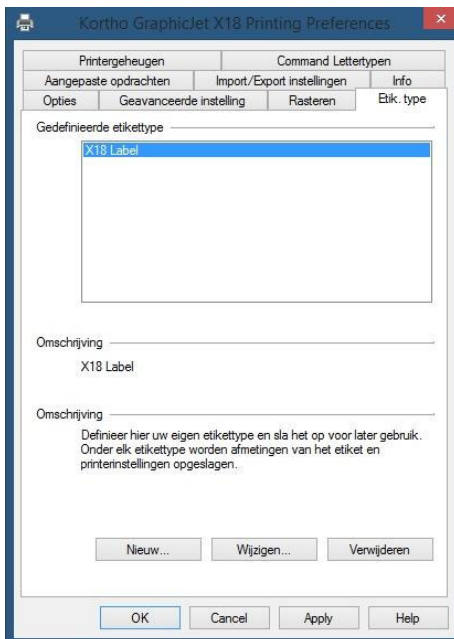 Kortho GraphicJet X18 Printing Preferences
Printergeheugen
Command Lettertypen
Aangepaste opdrachten
Import/Export instellingen
Info
Opties
Geavanceerde instelling
Rasteren
Etik. type
Gedefinieerde etikettype
X18 Label
Omschrijving
X18 Label
Omschrijving
Definieer hier uw eigen etikettype en sla het op voor later gebruik.
Onder elk etikettype worden afmetingen van het etiket en
printerinstellingen opgeslagen.
Nieuw...
Wijzigen...
Verwijderen
OK
Cancel
Apply
Help